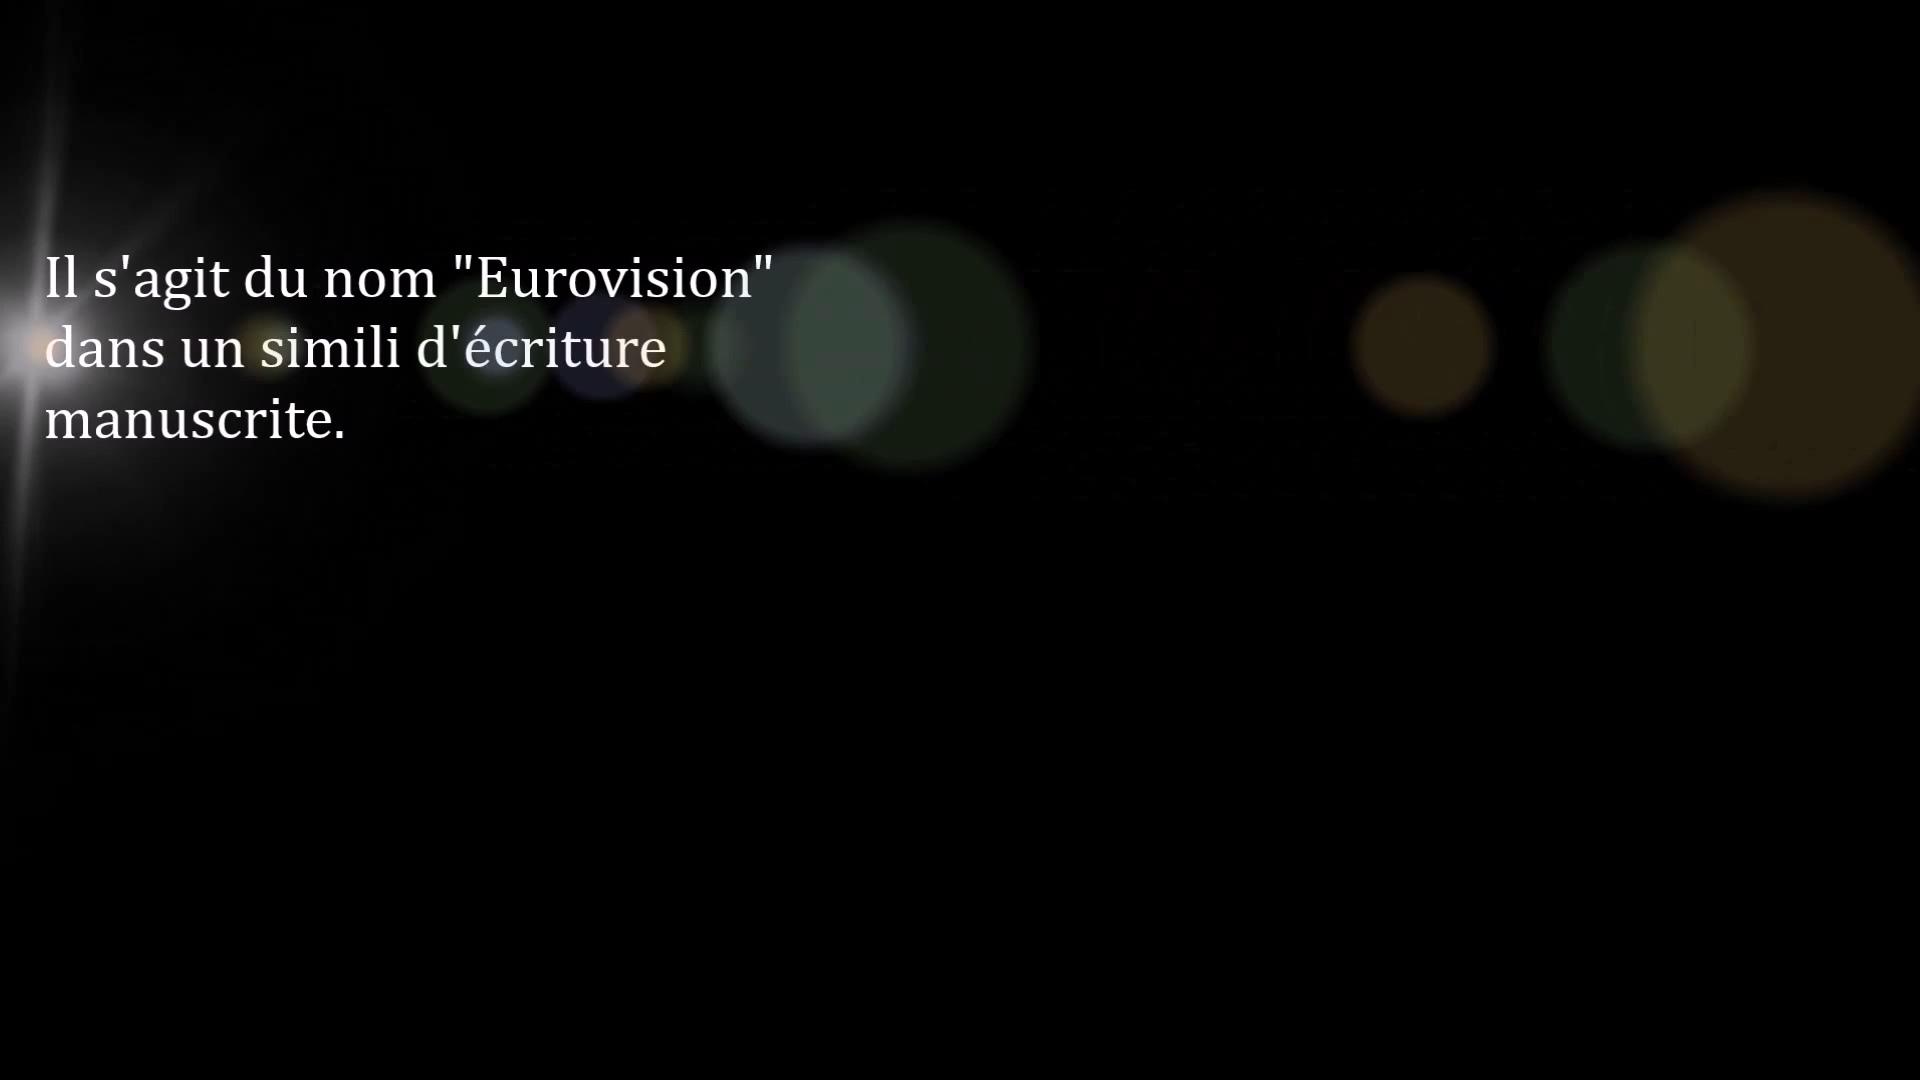 Il s'agit du nom "Eurovision"
dans un simili d'écriture
manuscrite.